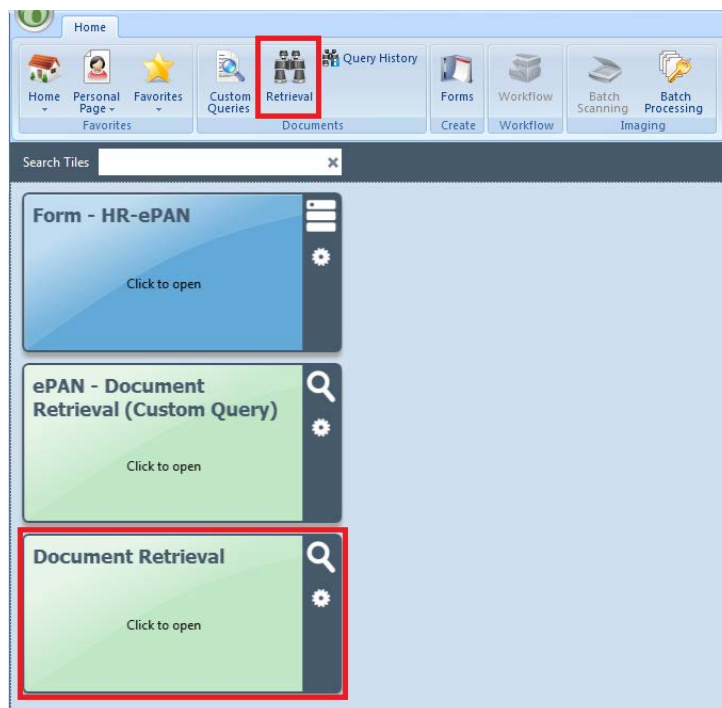 Home
Home
Personal
Page
Favorites
Favorites
Custom
Queries
Retrieval
Query History
Documents
Forms
Create
Workflow
Workflow
Batch
Scanning
Batch
Processing
Imaging
Search Tiles
Form - HR-ePAN
Click to open
ePAN - Document
Retrieval (Custom Query)
Click to open
Document Retrieval
Click to open